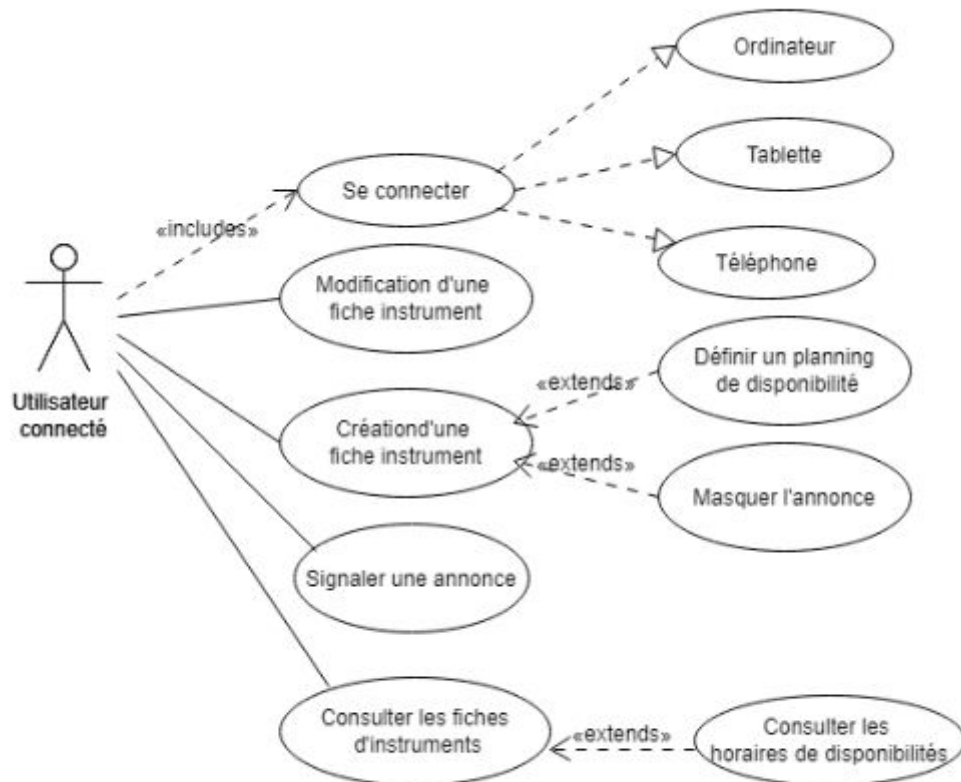 Ordinateur
Tablette
Se connecter
«includes»
Téléphone
Modification d'une
fiche instrument
Définir un planning
de disponibilité
«extends»
Utilisateur
connecté
Créationd'une
fiche instrument
«extends»
Masquer l'annonce
Signaler une annonce
Consulter les fiches
d'instruments
«extends»
Consulter les
horaires de disponibilités